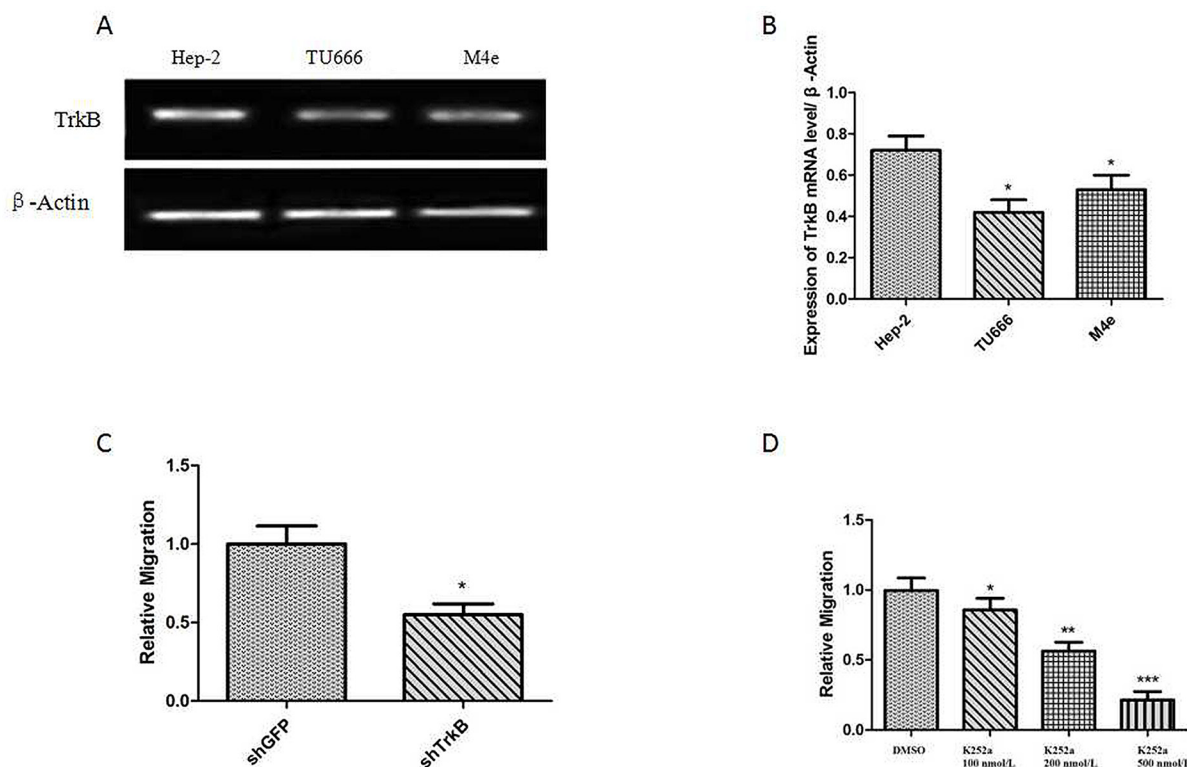 A
Hep-2 TU666 M4e
TrkB
β-Actin
B
Expression of TrkB mRNA level/ β-Actin
1.0
0.8
0.6
0.4
0.2
0.0
*
*
Hep-2
TU666
M4e
C
Relative Migration
1.5
1.0
0.5
0.0
*
shGFP
shTrkB
D
Relative Migration
1.5
1.0
0.5
0.0
*
**
***
DMSO
K252a
100 nmol/L
K252a
200 nmol/L
K252a
500 nmol/L